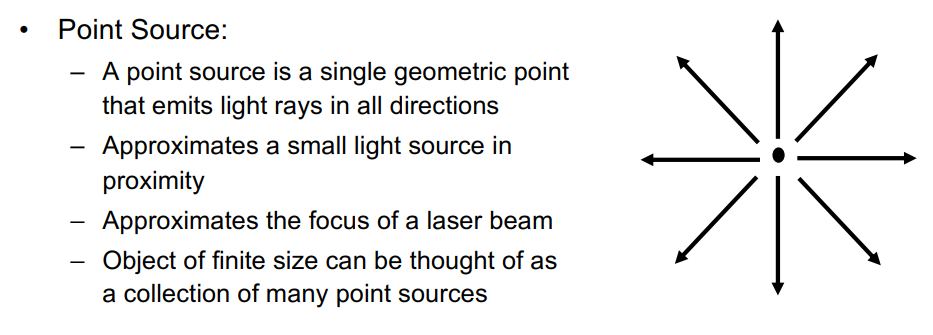 • Point Source:
– A point source is a single geometric point
that emits light rays in all directions
– Approximates a small light source in
proximity
– Approximates the focus of a laser beam
– Object of finite size can be thought of as
a collection of many point sources